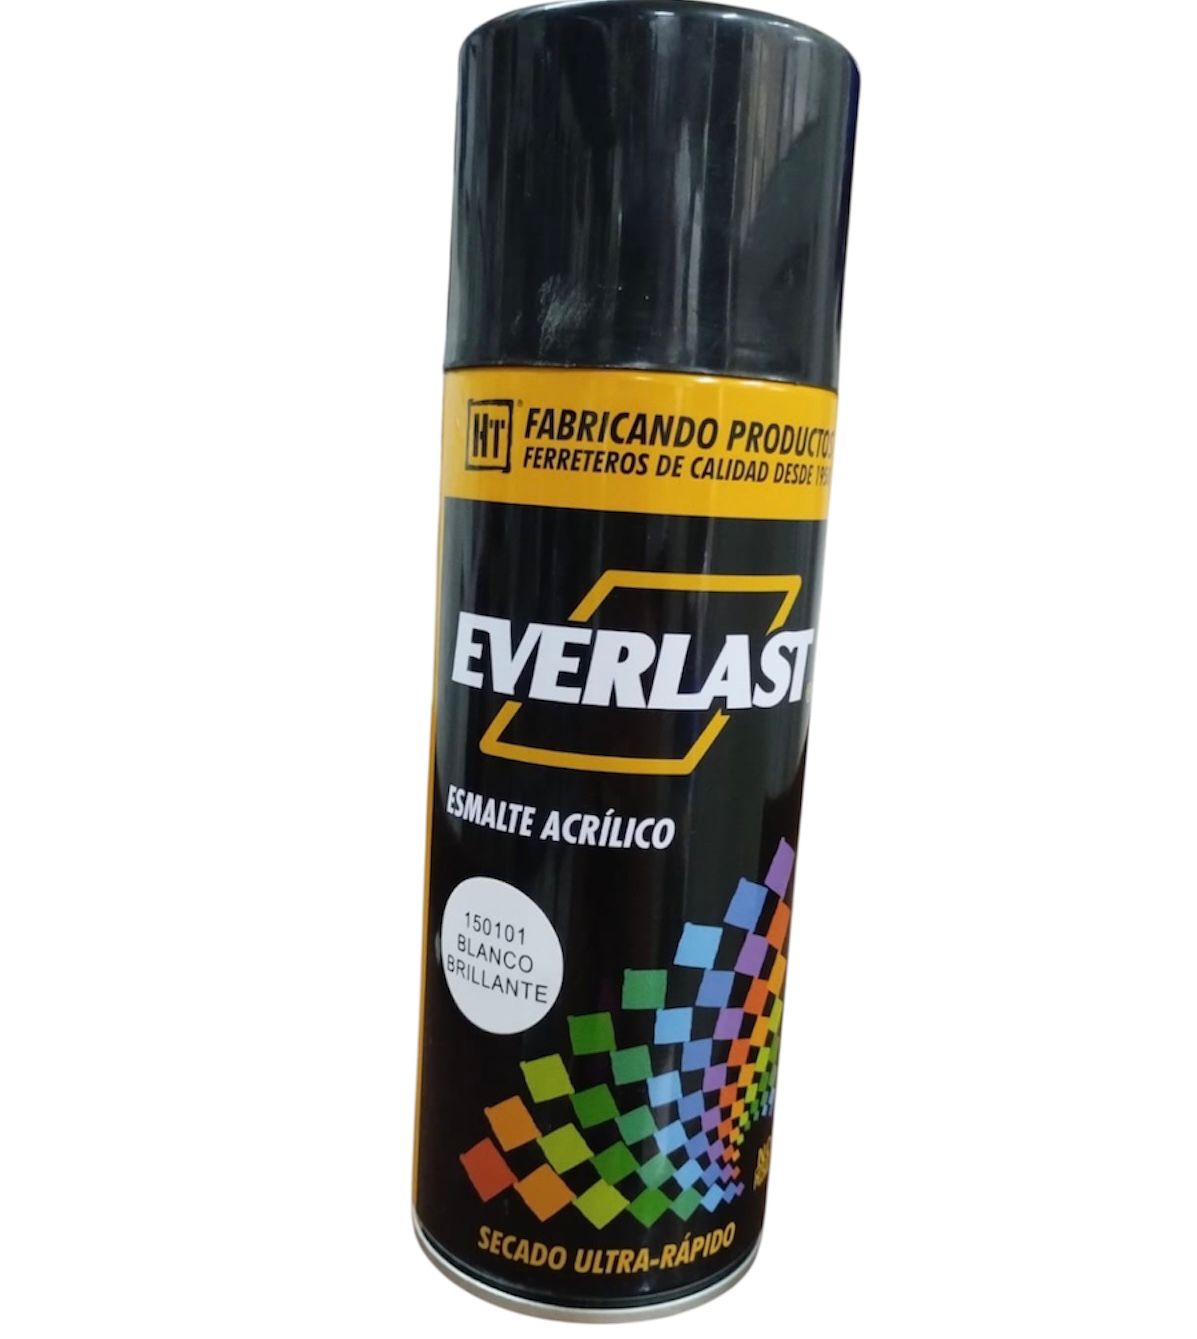 HT® FABRICANDO PRODUCTOS
FERRETEROS DE CALIDAD DESDE
EVERLAST
ESMALTE ACRÍLICO
150101
BLANCO
BRILLANTE
SECADO ULTRA-RÁPIDO